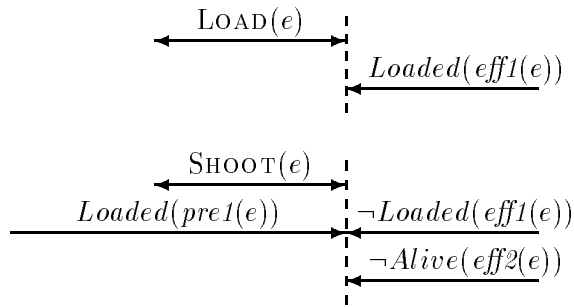 LOAD(e)
Loaded(eff1(e))
SHOOT(e)
Loaded(pre1(e)) ¬Loaded(eff1(e))
¬Alive(eff2(e))